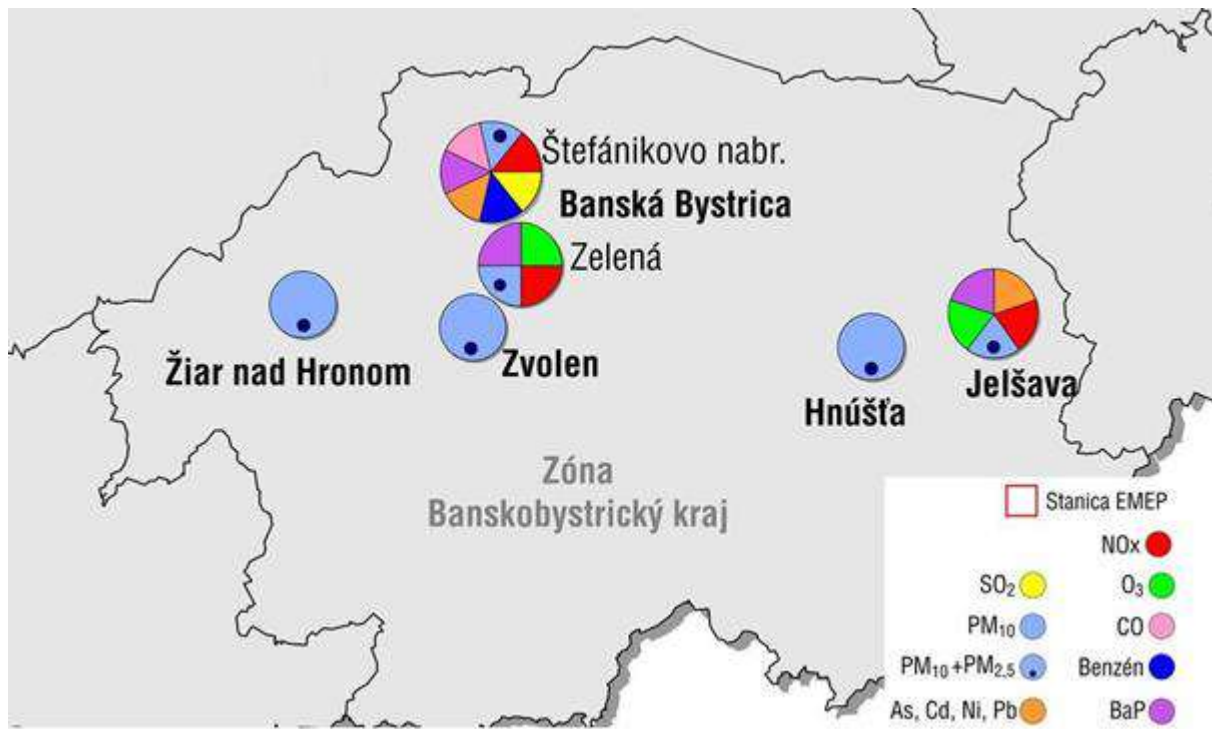 Štefánikovo nabr.
Banská Bystrica
Zelená
Žiar nad Hronom
Zvolen
Hnúšťa
Jelšava
Zóna
Banskobystrický kraj
Stanica EMEP
NOx
SO₂
O₃
PM₁₀
CO
PM₁₀+PM₂,₅
Benzén
As, Cd, Ni, Pb
BaP